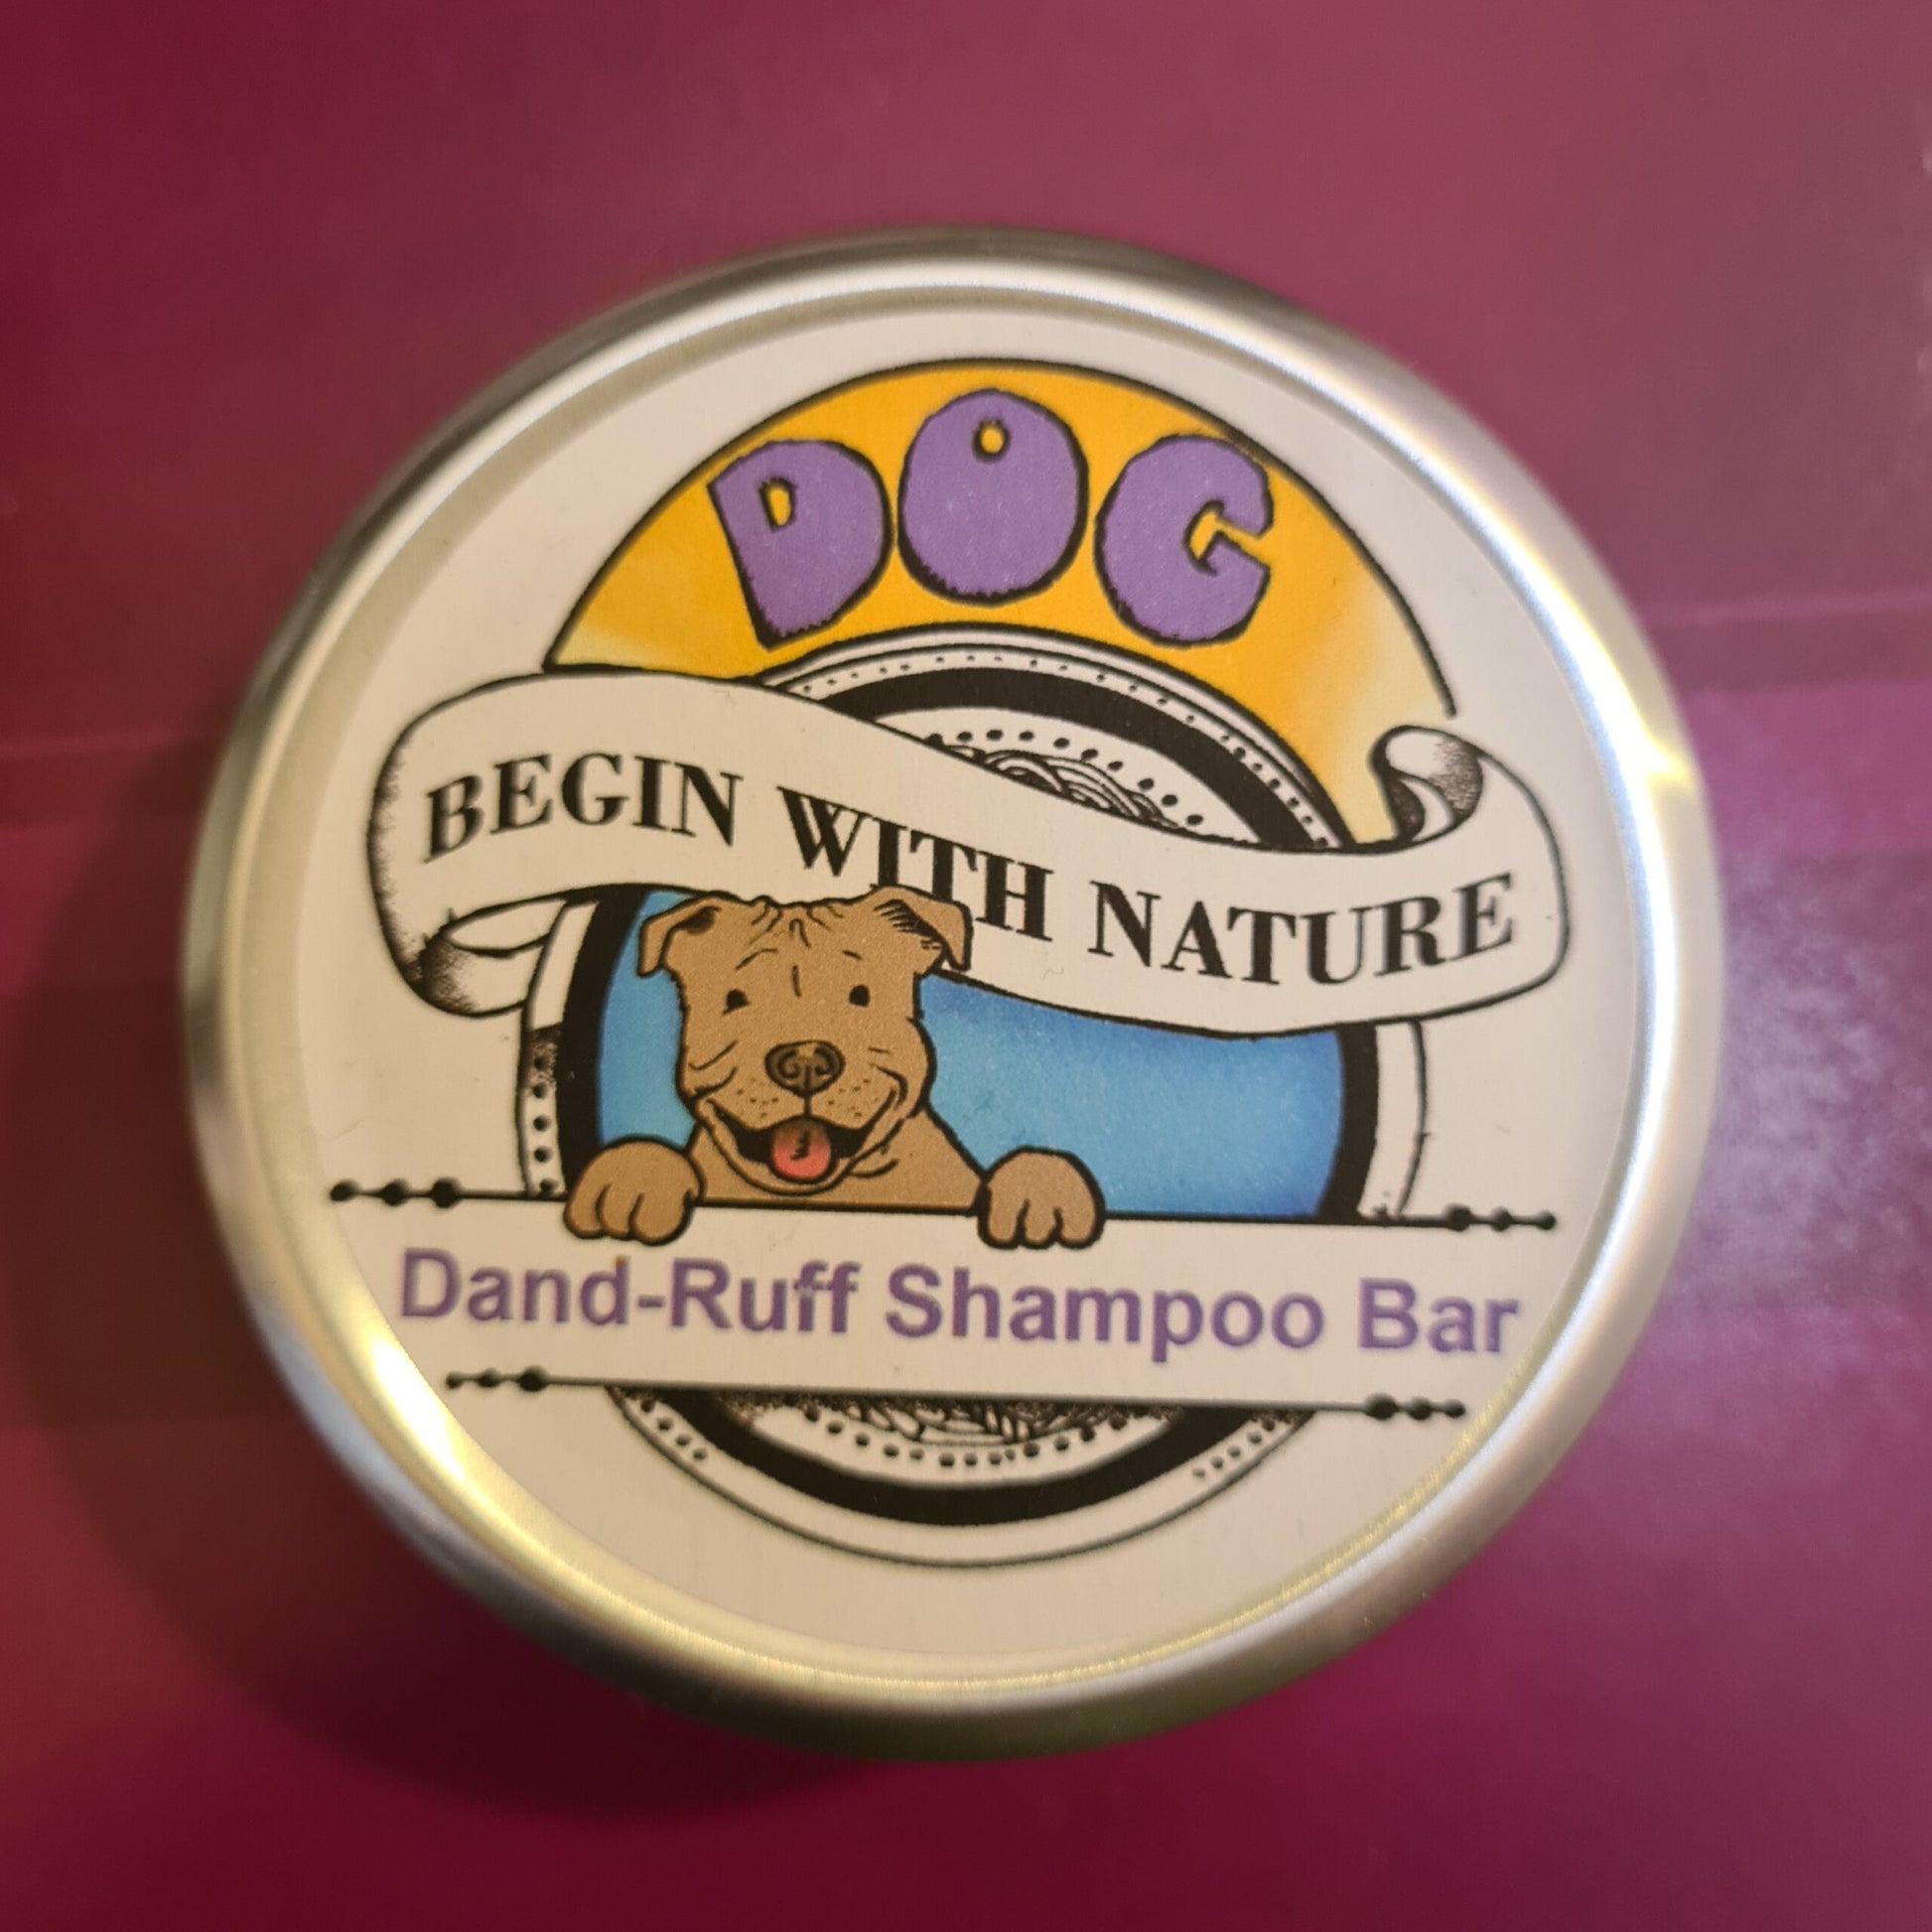 DOG
BEGIN WITH NATURE
Dand-Ruff Shampoo Bar